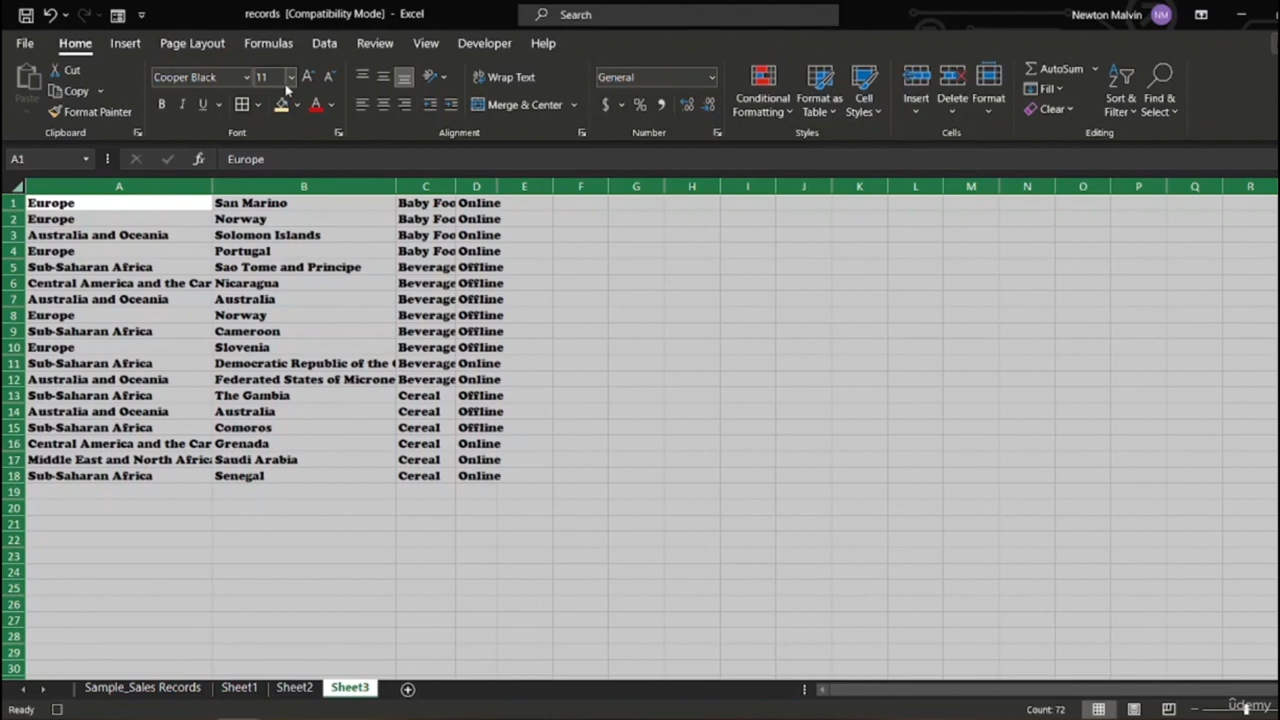 records [Compatibility Mode] - Excel
Search
Newton Malvin NM
File Home Insert Page Layout Formulas Data Review View Developer Help
Paste
Cut
Copy
Format Painter
Clipboard
Cooper Black 11
B I U A
Font
Wrap Text
Merge & Center
Alignment
General
$ % ,
Number
Conditional Formatting
Format as Table
Cell Styles
Styles
Insert Delete Format
Cells
AutoSum
Fill
Clear
Sort & Filter
Find & Select
Editing
A1 fx Europe
A B C D E F G H I J K L M N O P Q R
1 Europe San Marino Baby Foo Online
2 Europe Norway Baby Foo Online
3 Australia and Oceania Solomon Islands Baby Foo Online
4 Europe Portugal Baby Foo Online
5 Sub-Saharan Africa Sao Tome and Principe Beverage Offline
6 Central America and the Car Nicaragua Beverage Offline
7 Australia and Oceania Australia Beverage Offline
8 Europe Norway Beverage Offline
9 Sub-Saharan Africa Cameroon Beverage Offline
10 Europe Slovenia Beverage Offline
11 Sub-Saharan Africa Democratic Republic of the Beverage Online
12 Australia and Oceania Federated States of Microne Beverage Online
13 Sub-Saharan Africa The Gambia Cereal Offline
14 Australia and Oceania Australia Cereal Offline
15 Sub-Saharan Africa Comoros Cereal Offline
16 Central America and the Car Grenada Cereal Online
17 Middle East and North Africa Saudi Arabia Cereal Online
18 Sub-Saharan Africa Senegal Cereal Online
19
20
21
22
23
24
25
26
27
28
29
30
Sample_Sales Records Sheet1 Sheet2 Sheet3
Ready Count: 72
ûdemy